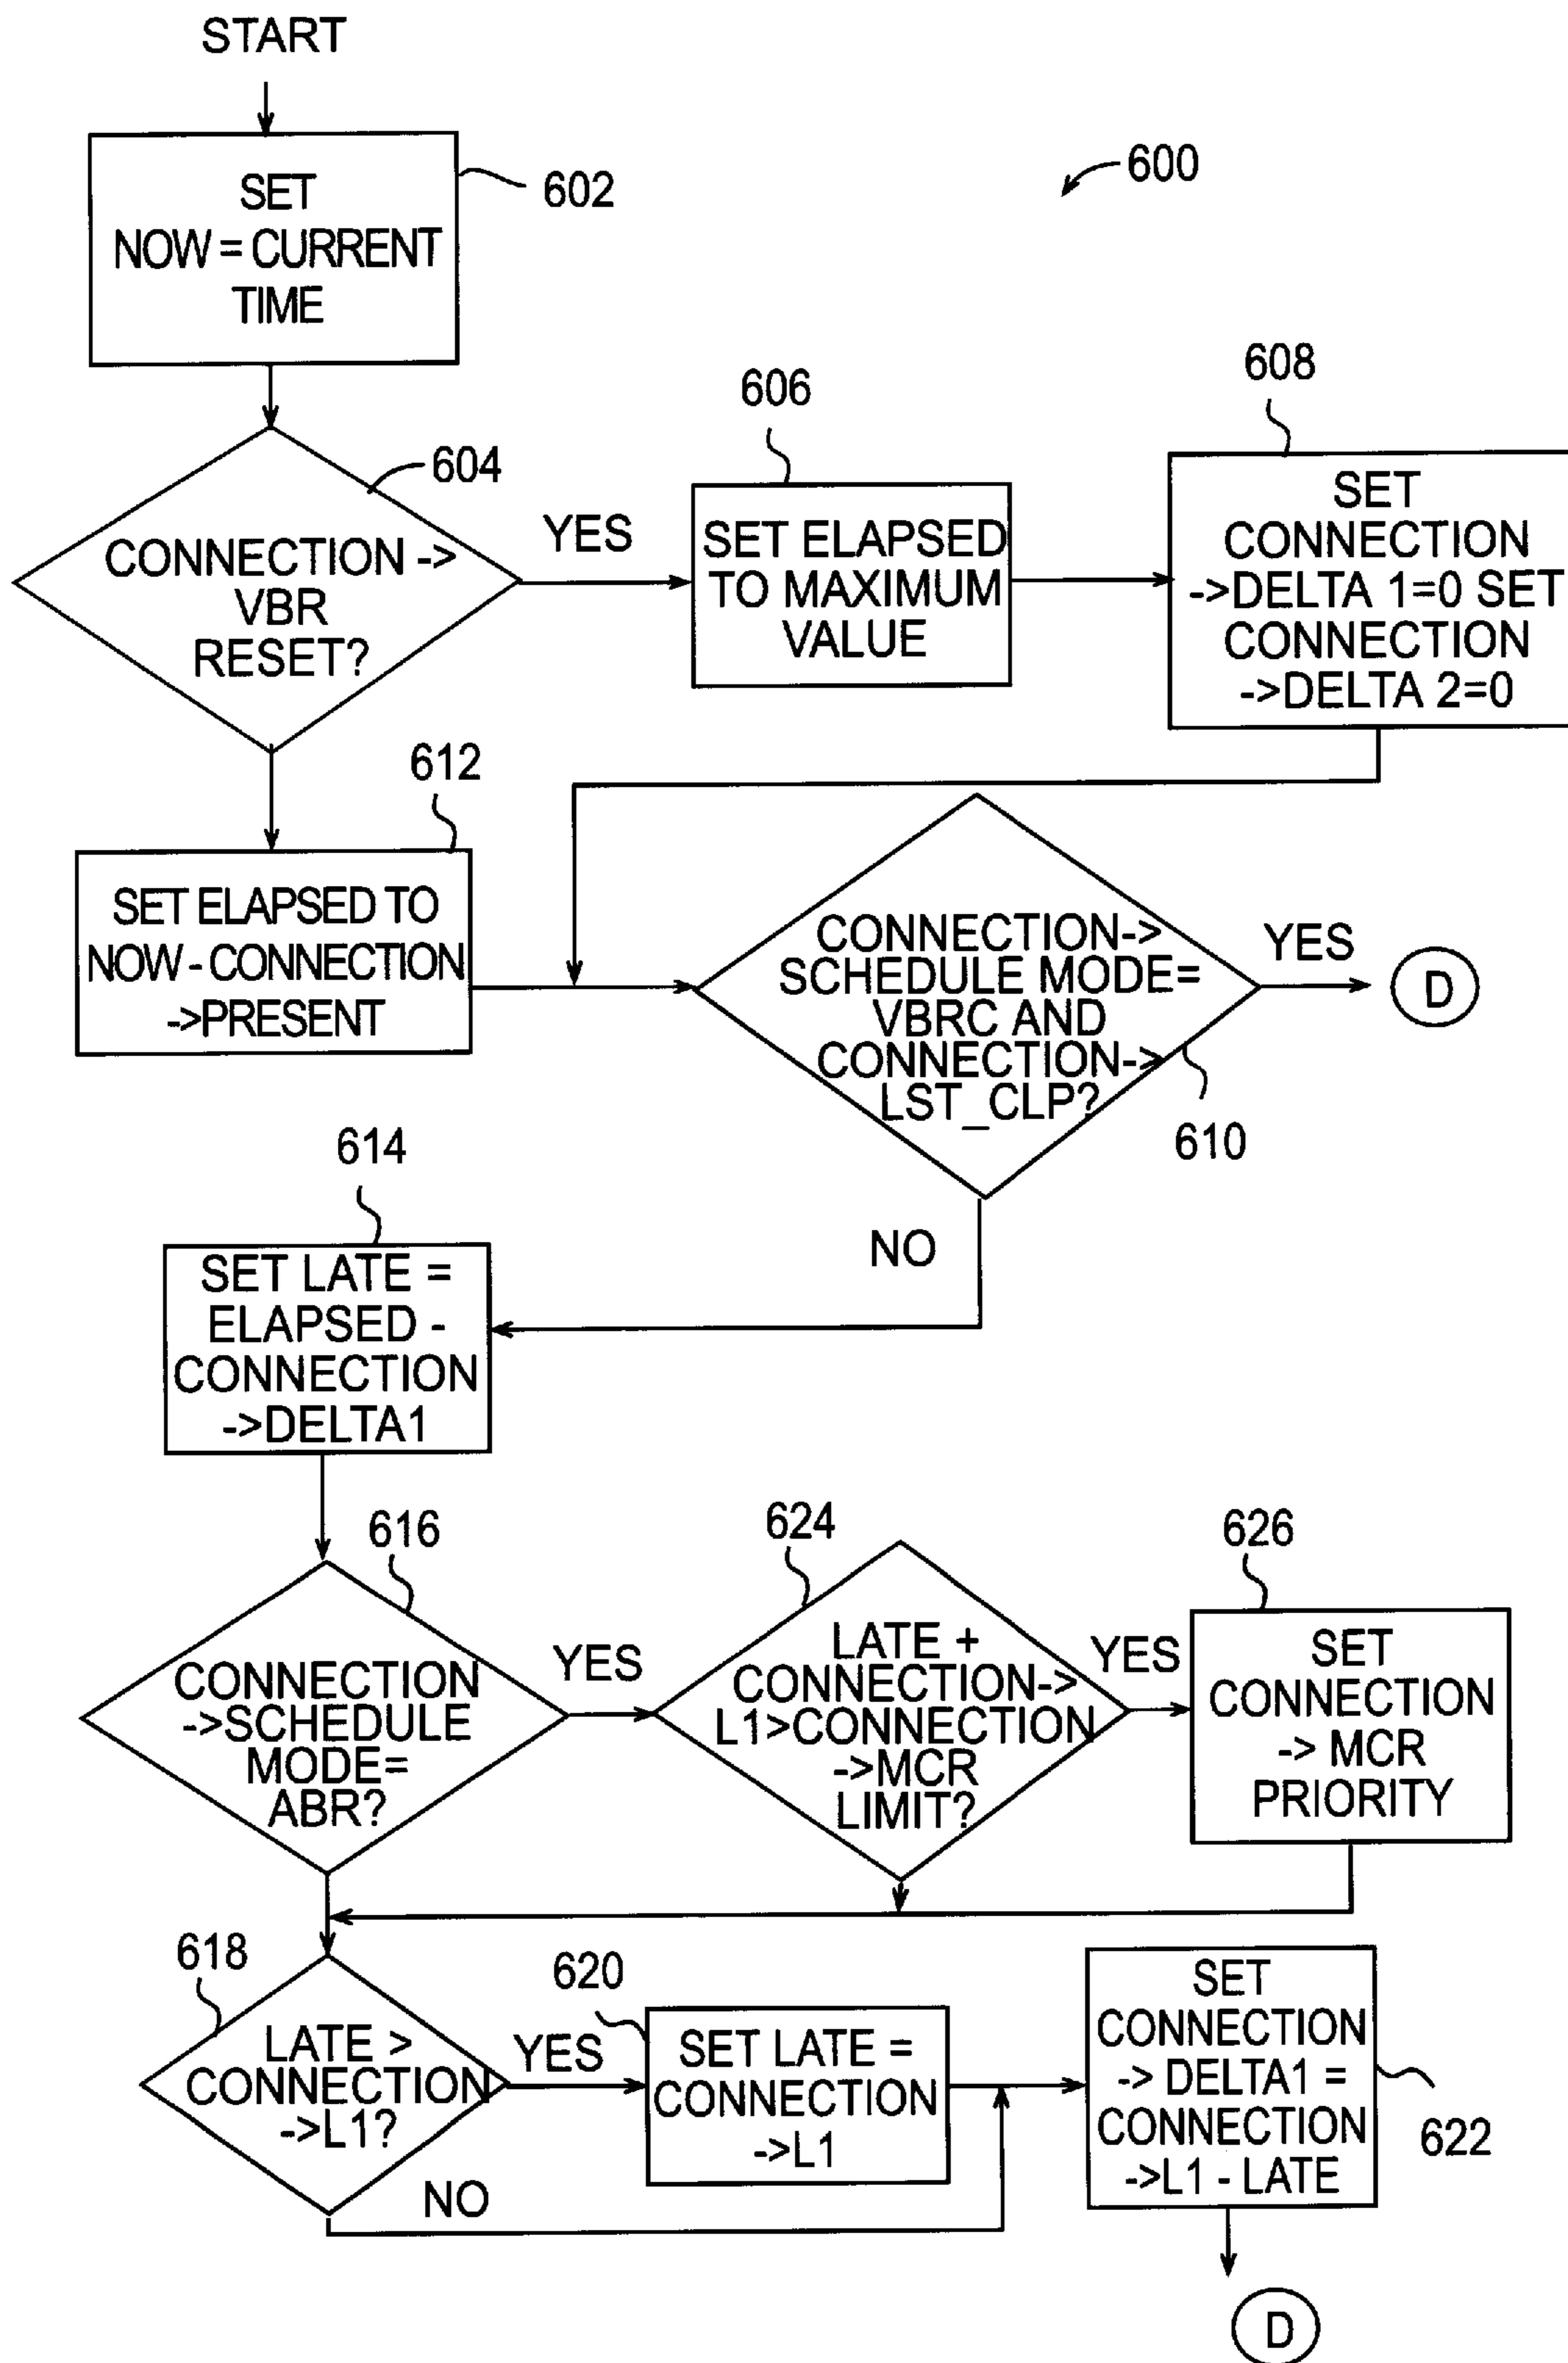 START
600
602
SET
NOW = CURRENT
TIME
604
CONNECTION ->
VBR
RESET?
YES
606
SET ELAPSED
TO MAXIMUM
VALUE
608
SET
CONNECTION
->DELTA 1=0 SET
CONNECTION
->DELTA 2=0
612
SET ELAPSED TO
NOW - CONNECTION
->PRESENT
CONNECTION->
SCHEDULE MODE=
VBRC AND
CONNECTION->
LST_CLP?
610
YES
D
NO
614
SET LATE =
ELAPSED -
CONNECTION
->DELTA1
616
CONNECTION
->SCHEDULE
MODE=
ABR?
YES
624
LATE +
CONNECTION->
L1>CONNECTION
->MCR
LIMIT?
YES
626
SET
CONNECTION
-> MCR
PRIORITY
618
LATE >
CONNECTION
->L1?
YES
NO
620
SET LATE =
CONNECTION
->L1
SET
CONNECTION
-> DELTA1 =
CONNECTION
->L1 - LATE
622
D